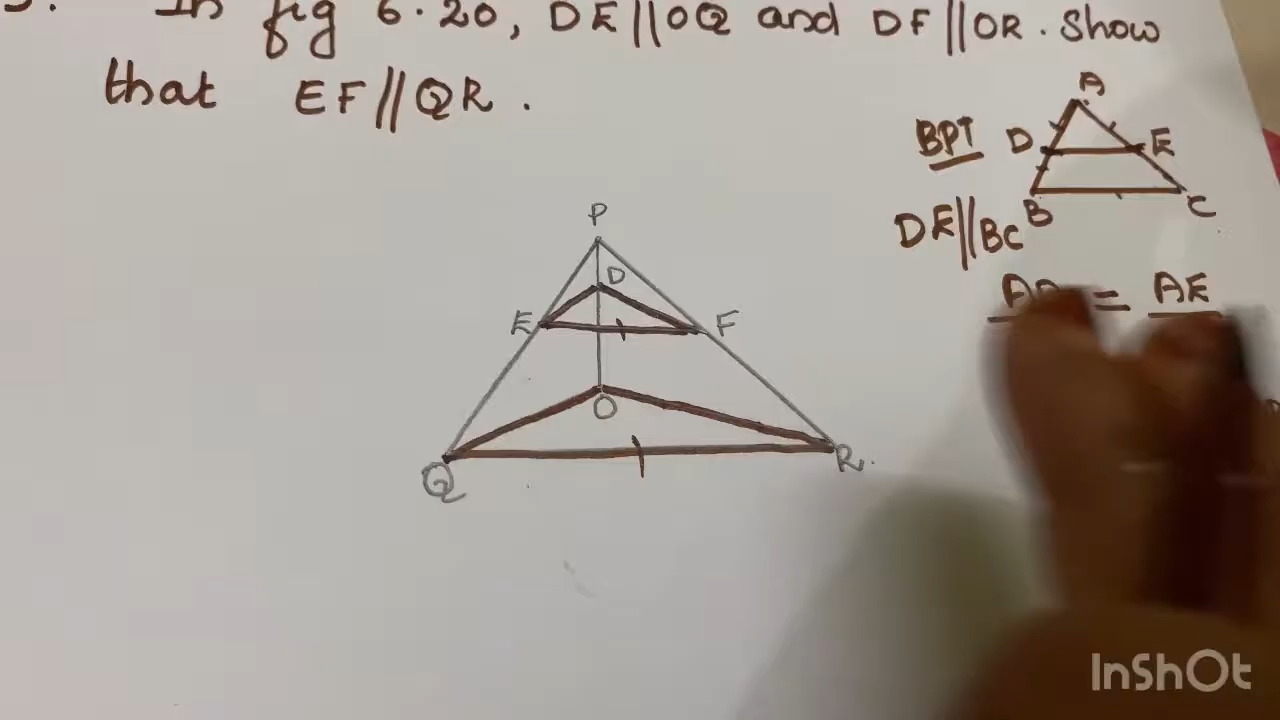 In fig 6.20, DE||OQ and DF||OR. Show
that EF||QR.
A
BPT
D
E
B
C
DE||BC
= AE
P
D
E
F
O
Q
R.
InShOt